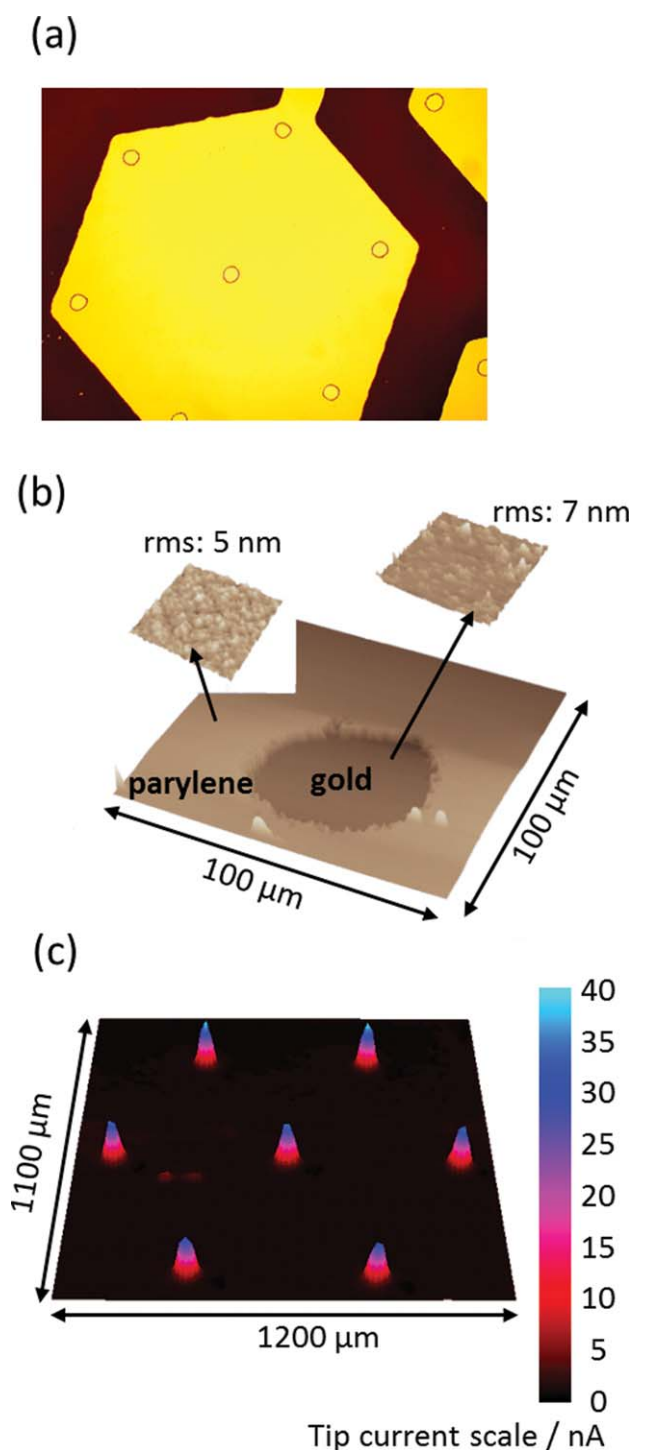 (a)
(b)
rms: 5 nm
rms: 7 nm
parylene
gold
100 µm
100 µm
(c)
1100 µm
1200 µm
40
35
30
25
20
15
10
5
0
Tip current scale / nA